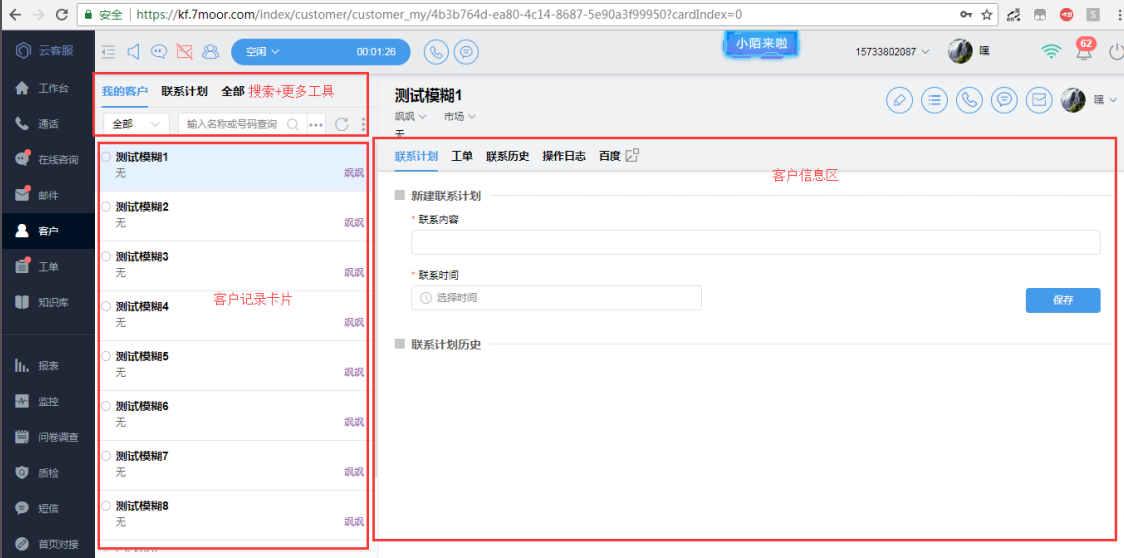 安全 | https://kf.7moor.com/index/customer/customer_my/4b3b764d-ea80-4c14-8687-5e90a3f99950?cardIndex=0
云客服
空闲 00:01:26
小陌来啦
15733802087
嘿
62
工作台
通话
在线咨询
邮件
客户
工单
知识库
报表
监控
问卷调查
质检
短信
首页对接
我的客户 联系计划 全部 搜索+更多工具
全部 输入名称或号码查询
测试模糊1
无 飒飒
测试模糊2
无 飒飒
测试模糊3
无 飒飒
客户记录卡片
测试模糊4
无 飒飒
测试模糊5
无 飒飒
测试模糊6
无 飒飒
测试模糊7
无 飒飒
测试模糊8
无 飒飒
测试模糊1
飒飒 市场
无
嘿
联系计划 工单 联系历史 操作日志 百度
客户信息区
新建联系计划
* 联系内容
* 联系时间
选择时间
保存
联系计划历史